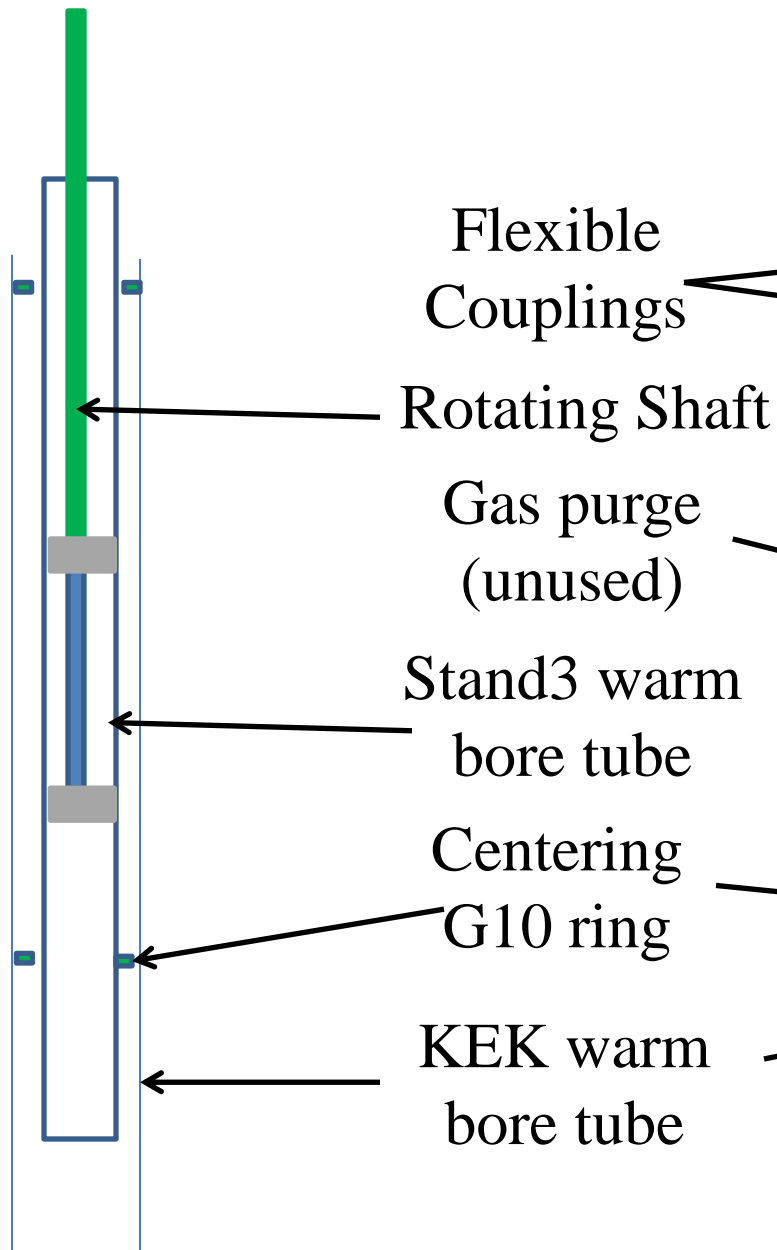 Flexible
Couplings
Rotating Shaft
Gas purge
(unused)
Stand3 warm
bore tube
Centering
G10 ring
KEK warm
bore tube